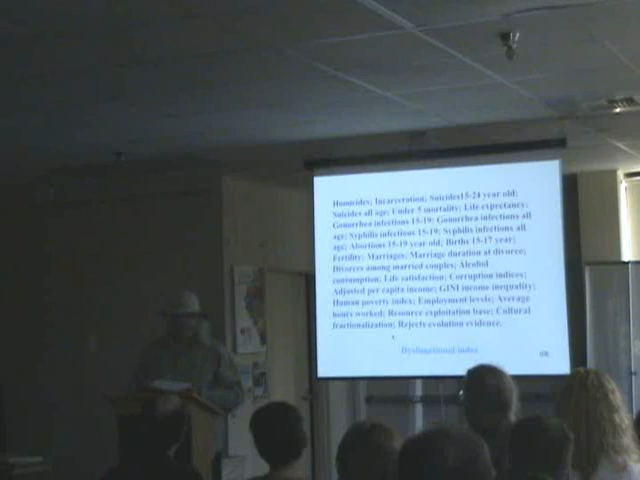 Homicides; Incarceration; Suicides15-24 year old;
Suicides all age; Under 5 mortality; Life expectancy;
Gonorrhea infections 15-19; Gonorrhea infections all
age; Syphilis infections 15-19; Syphilis infections all
age; Abortions 15-19 year old; Births 15-17 year;
Fertility; Marriages; Marriage duration at divorce;
Divorces among married couples; Alcohol
consumption; Life satisfaction; Corruption indices;
Adjusted per capita income; GINI income inequality;
Human poverty index; Employment levels; Average
hours worked; Resource exploitation base; Cultural
fractionalization; Rejects evolution evidence.
Dysfunctional index